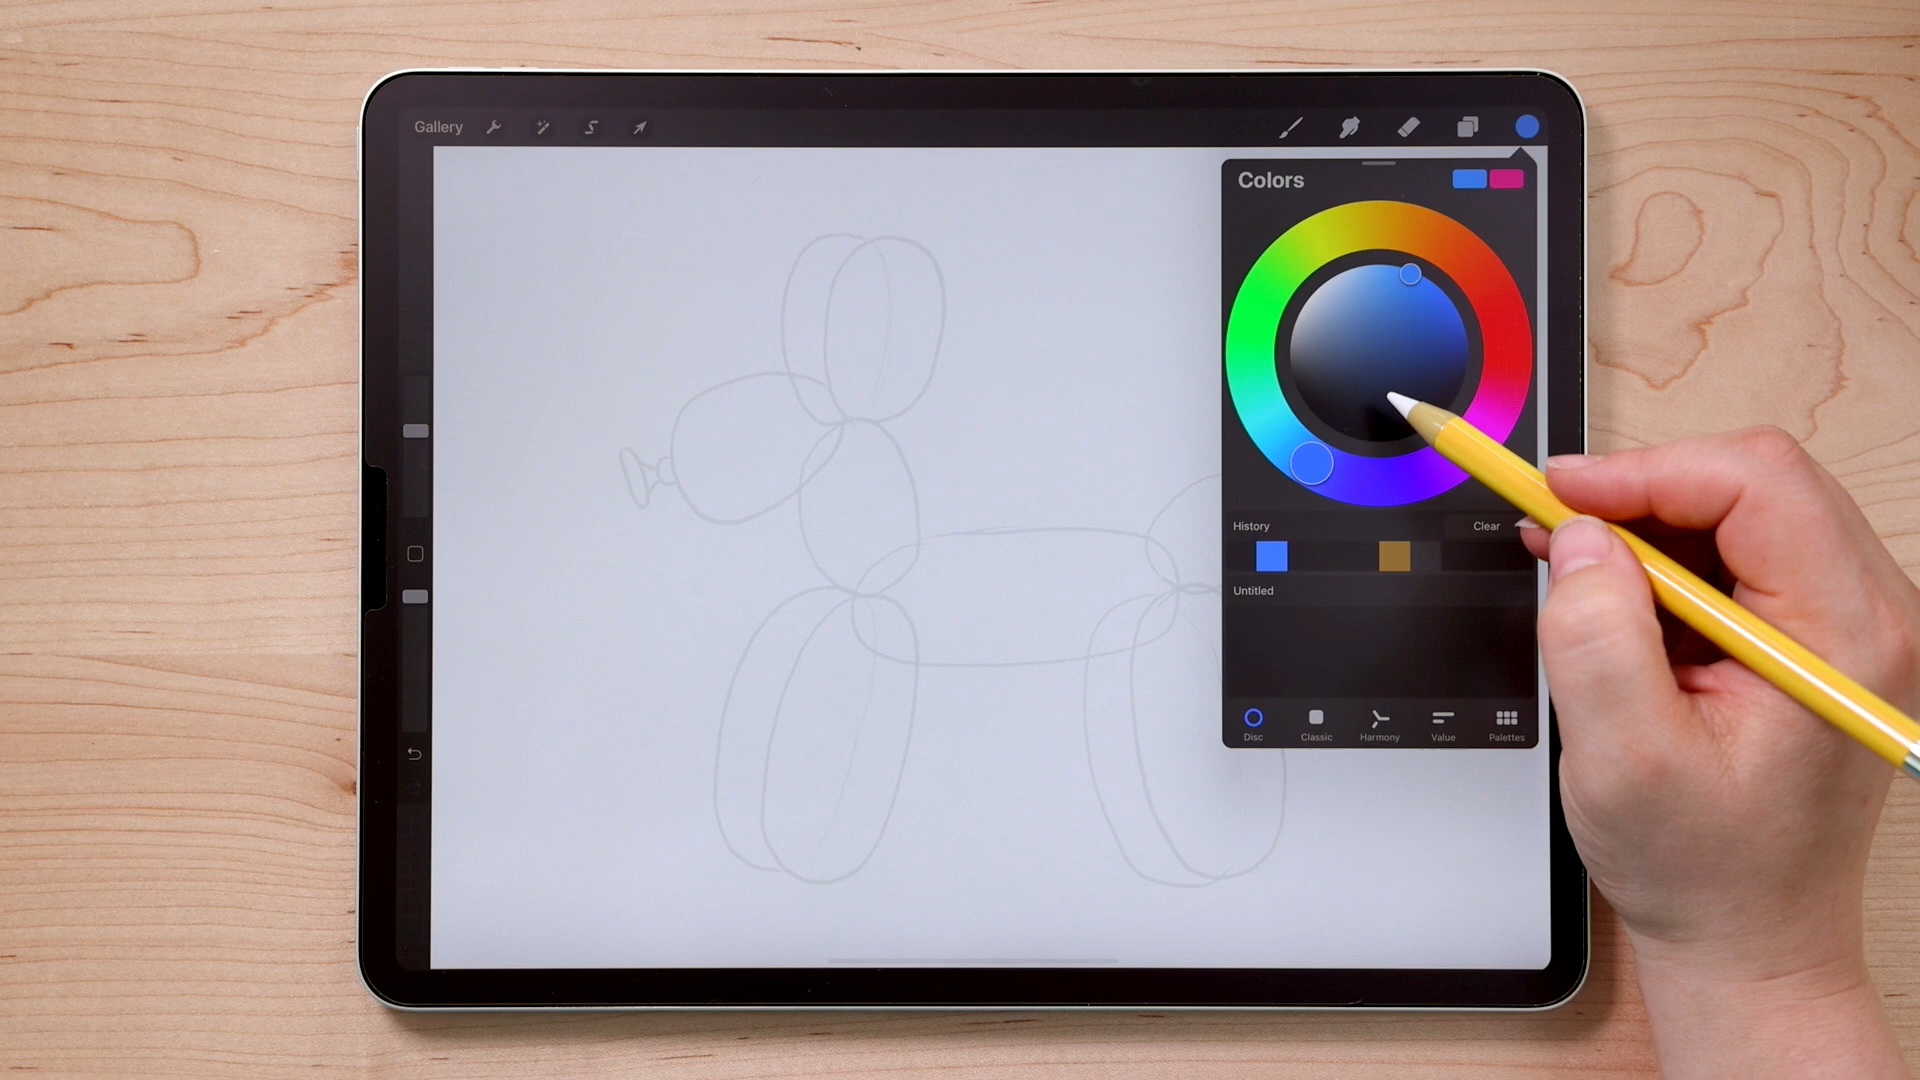 Gallery
Colors
History
Clear
Untitled
Disc
Classic
Harmony
Value
Palettes